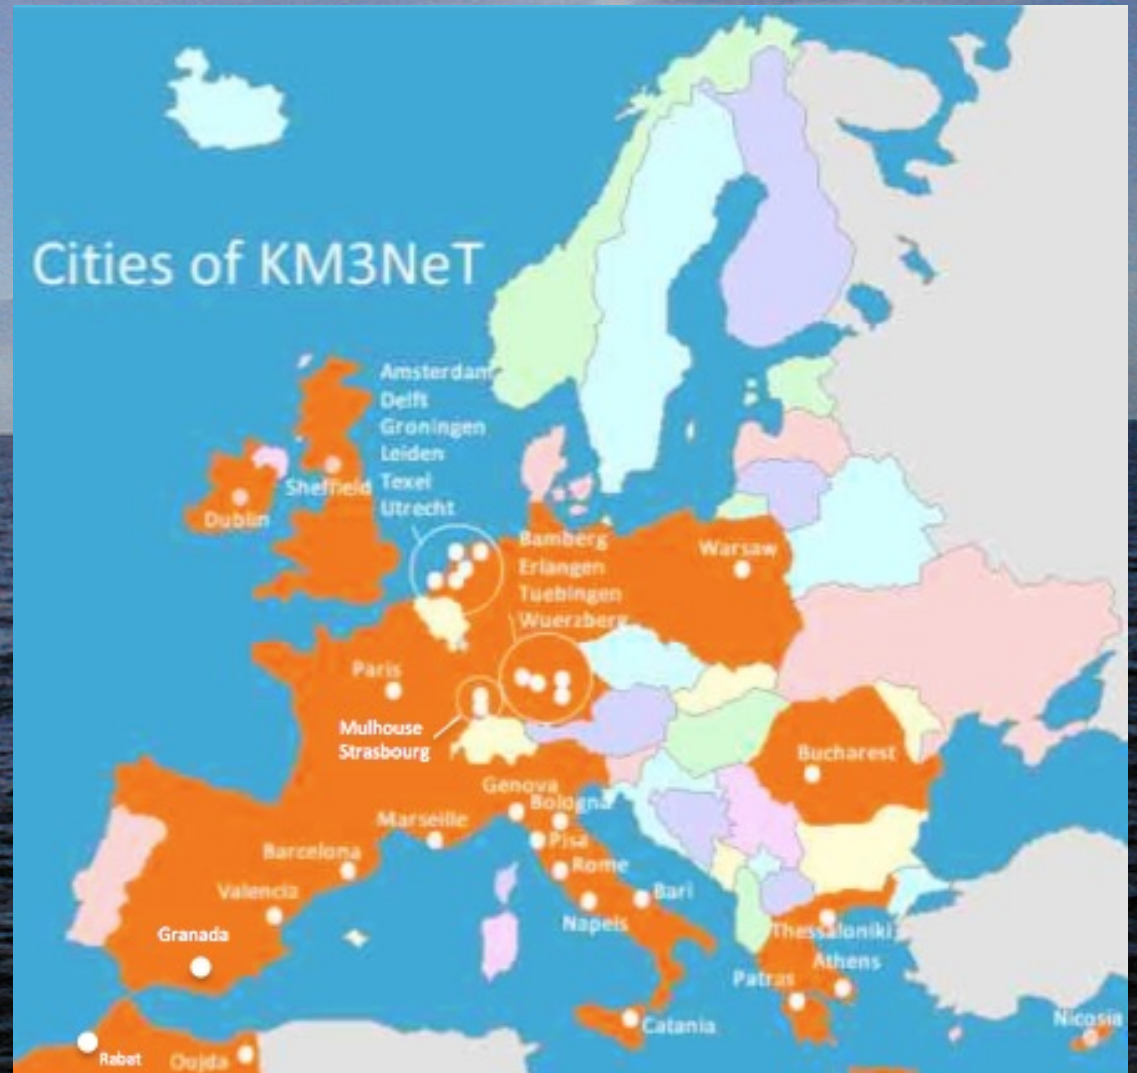 Cities of KM3NeT
Amsterdam
Delft
Groningen
Leiden
Texel
Utrecht
Sheffield
Dublin
Bamberg
Erlangen
Tuebingen
Wuerzberg
Warsaw
Paris
Mulhouse
Strasbourg
Bucharest
Genova
Bologna
Marseille
Pisa
Barcelona
Rome
Valencia
Bari
Napels
Granada
Thessaloniki
Athens
Patras
Catania
Nicosia
Rabat
Oujda